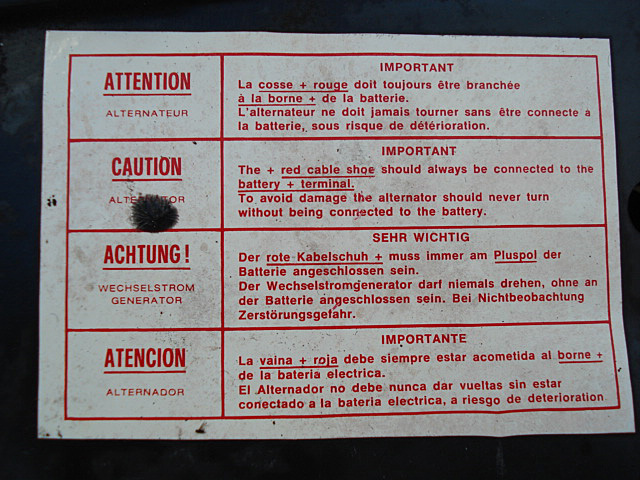 ATTENTION
ALTERNATEUR
IMPORTANT
La cosse + rouge doit toujours être branchée
à la borne + de la batterie.
L'alternateur ne doit jamais tourner sans être connecte à
la batterie, sous risque de détérioration.
CAUTION
IMPORTANT
The + red cable shoe should always be connected to the
battery + terminal.
To avoid damage the alternator should never turn
without being connected to the battery.
ACHTUNG!
WECHSELSTROM
GENERATOR
SEHR WICHTIG
Der rote Kabelschuh + muss immer am Pluspol der
Batterie angeschlossen sein.
Der Wechselstromgenerator darf niemals drehen, ohne an
der Batterie angeschlossen sein. Bei Nichtbeobachtung
Zerstörungsgefahr.
ATENCION
ALTERNADOR
IMPORTANTE
La vaina + roja debe siempre estar acometida al borne +
de la bateria electrica.
El Alternador no debe nunca dar vueltas sin estar
conectado a la bateria electrica, a riesgo de deterioration